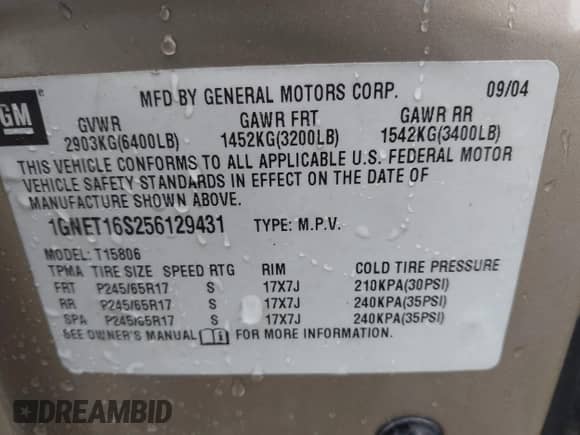 GM
MFD BY GENERAL MOTORS CORP. 09/04
GVWR GAWR FRT GAWR RR
2903KG(6400LB) 1452KG(3200LB) 1542KG(3400LB)
THIS VEHICLE CONFORMS TO ALL APPLICABLE U.S. FEDERAL MOTOR
VEHICLE SAFETY STANDARDS IN EFFECT ON THE DATE OF
MANUFACTURE SHOWN ABOVE.
1GNET16S256129431 TYPE: M.P.V.
MODEL: T15806
TPMA TIRE SIZE SPEED RTG RIM COLD TIRE PRESSURE
FRT P245/65R17 S 17X7J 210KPA(30PSI)
RR P245/65R17 S 17X7J 240KPA(35PSI)
SPA P245/65R17 S 17X7J 240KPA(35PSI)
SEE OWNER'S MANUAL FOR MORE INFORMATION.
DREAMBID